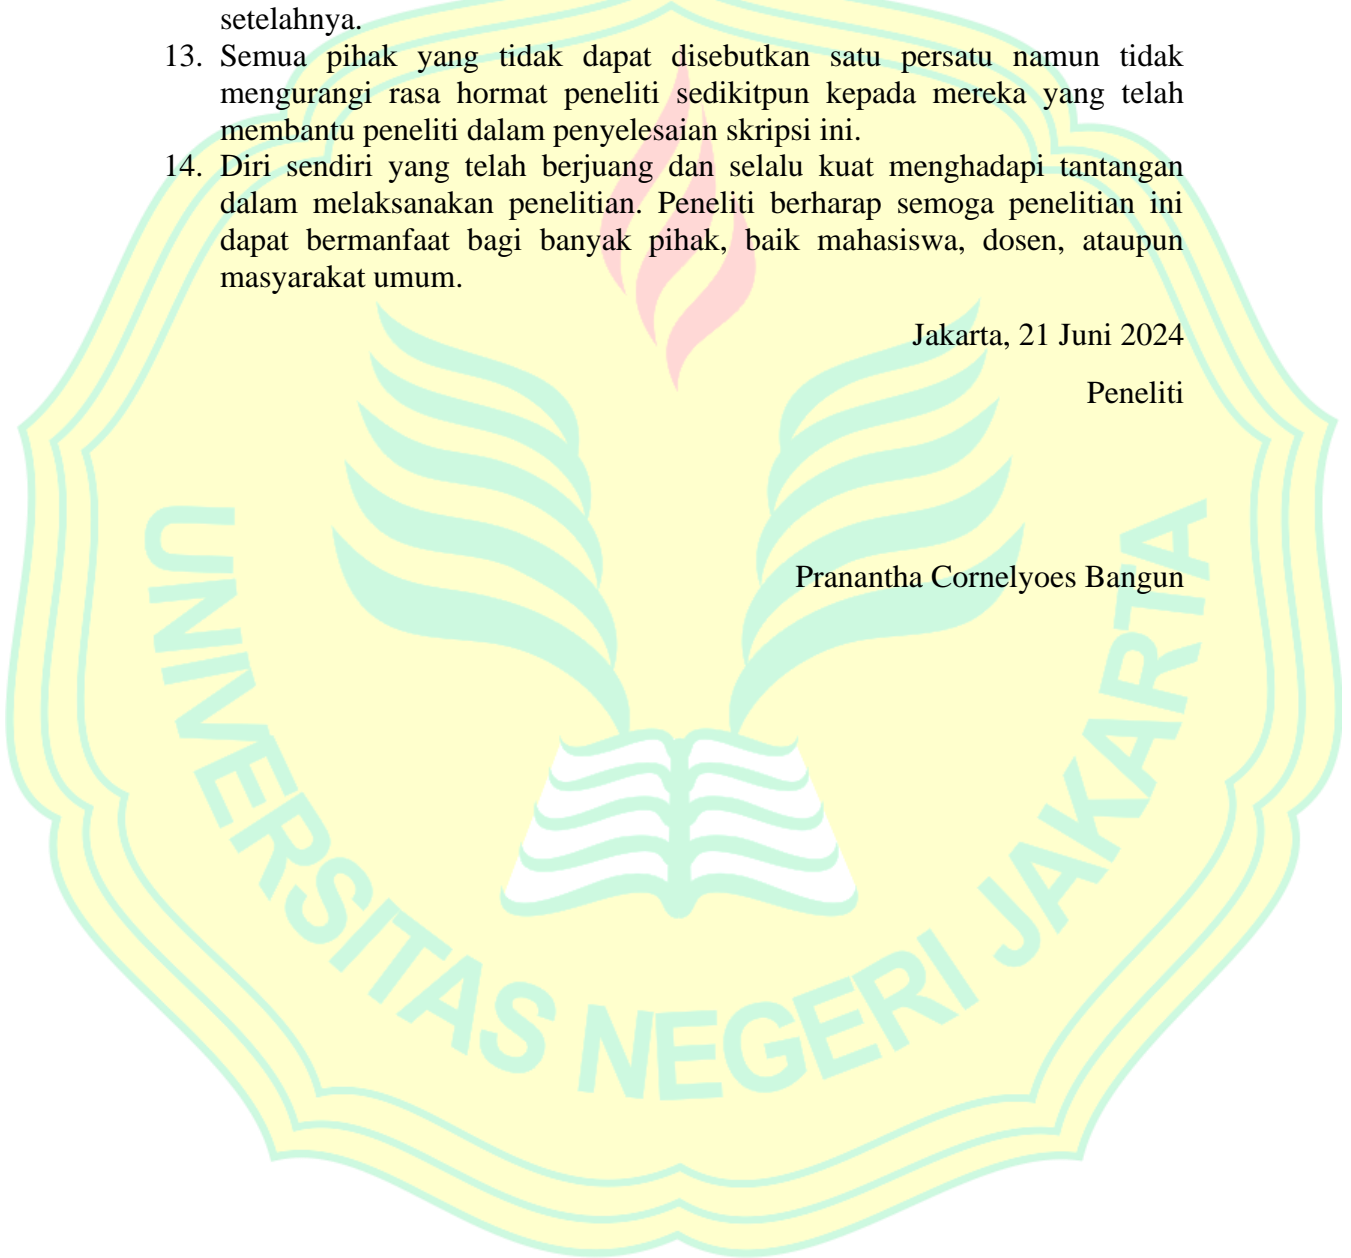 setelahnya.
13. Semua pihak yang tidak dapat disebutkan satu persatu namun tidak
mengurangi rasa hormat peneliti sedikitpun kepada mereka yang telah
membantu peneliti dalam penyelesaian skripsi ini.
14. Diri sendiri yang telah berjuang dan selalu kuat menghadapi tantangan
dalam melaksanakan penelitian. Peneliti berharap semoga penelitian ini
dapat bermanfaat bagi banyak pihak, baik mahasiswa, dosen, ataupun
masyarakat umum.
Jakarta, 21 Juni 2024
Peneliti
Pranantha Cornelyoes Bangun
UNIVERSITAS NEGERI JAKARTA